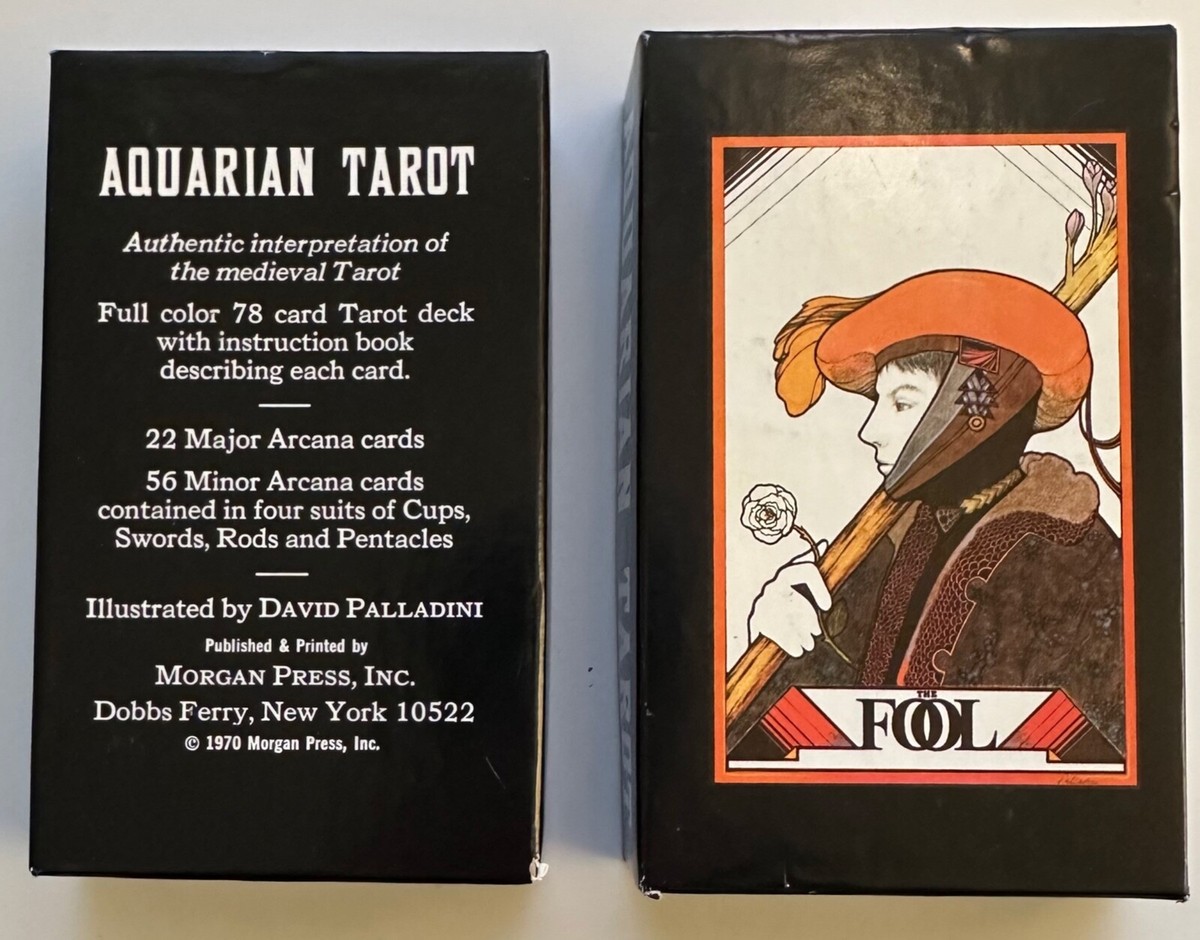 AQUARIAN TAROT
Authentic interpretation of
the medieval Tarot
Full color 78 card Tarot deck
with instruction book
describing each card.
22 Major Arcana cards
56 Minor Arcana cards
contained in four suits of Cups,
Swords, Rods and Pentacles
Illustrated by DAVID PALLADINI
Published & Printed by
MORGAN PRESS, INC.
Dobbs Ferry, New York 10522
© 1970 Morgan Press, Inc.
AQUARIAN TAROT
THE
FOOL